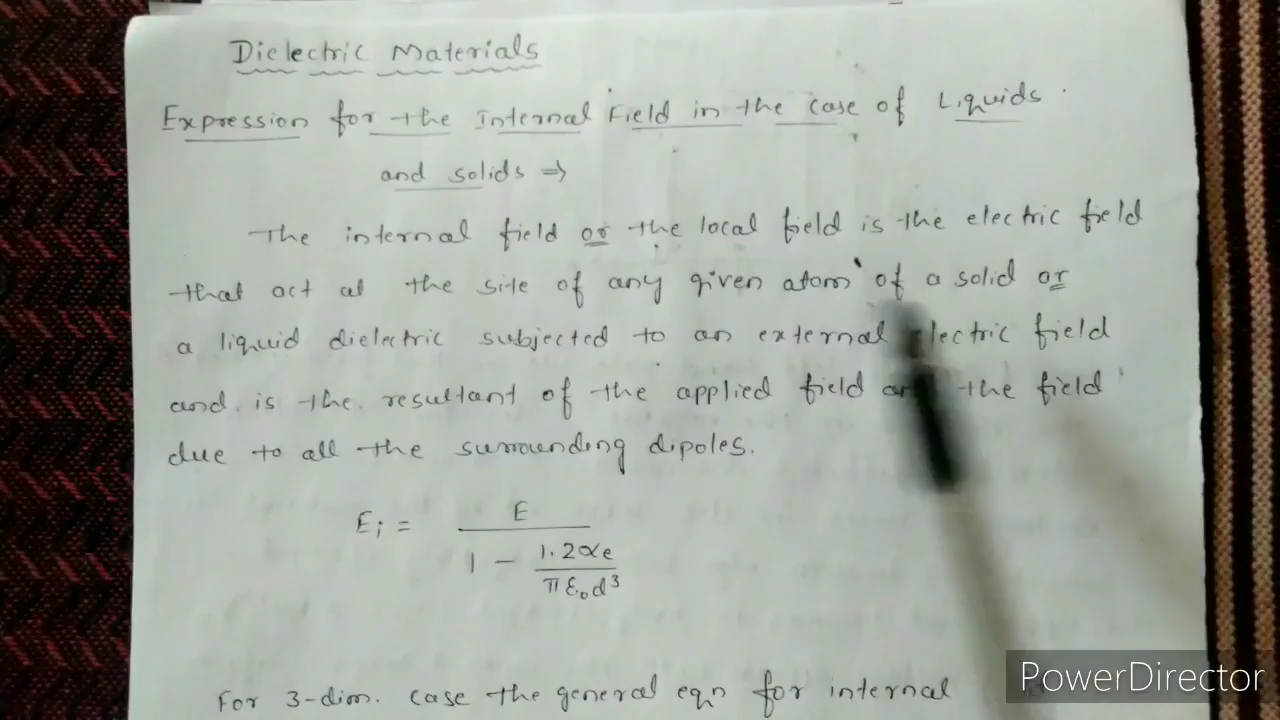 Dielectric Materials
Expression for the Internal Field in the case of Liquids
and solids ⇒
The internal field or the local field is the electric field
that act at the site of any given atom of a solid or
a liquid dielectric subjected to an external electric field
and is the resultant of the applied field and the field
due to all the surrounding dipoles.
Ei = E / (1 - 1.2αe / πε₀d³)
For 3-dim. case the general eqn for internal
PowerDirector